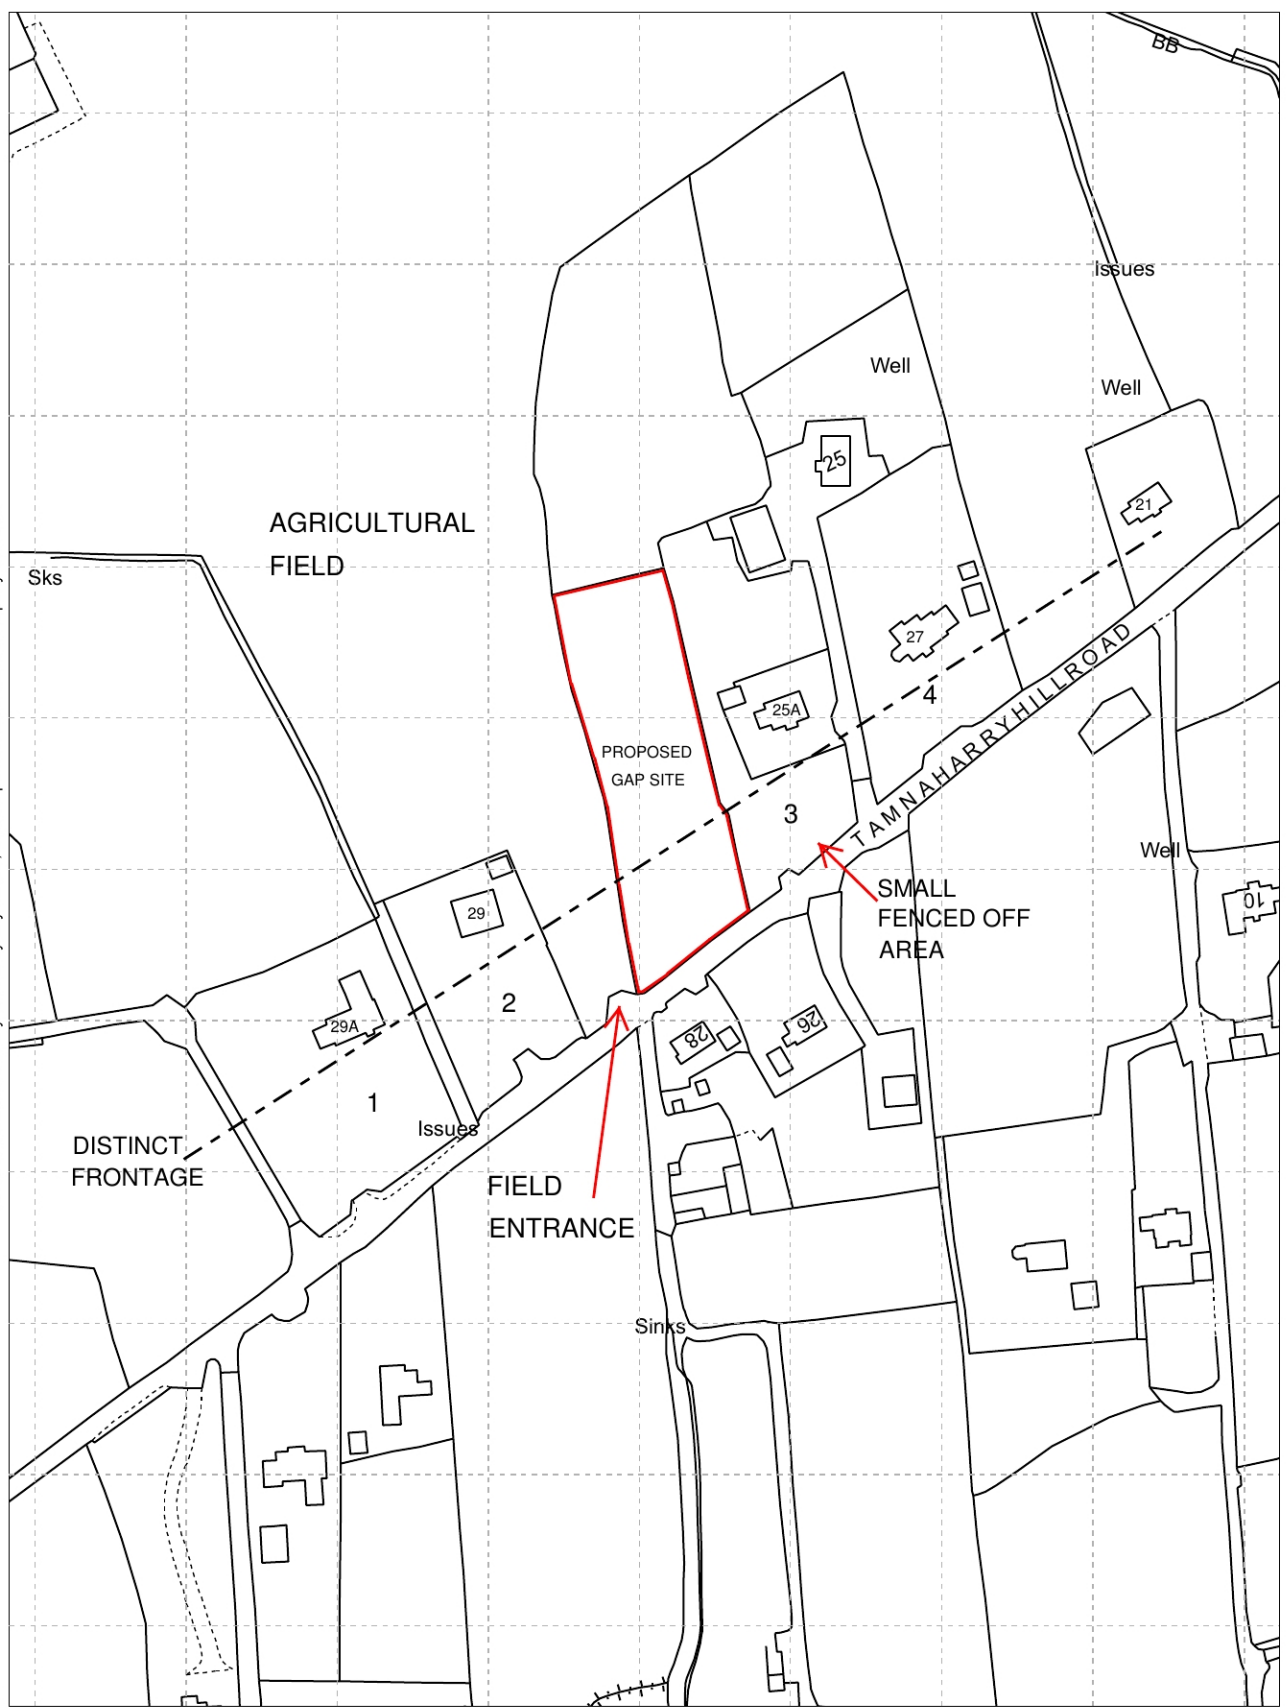 BB
Issues
Well
Well
25
21
AGRICULTURAL
FIELD
Sks
27
4
TAMNAHARRYHILLROAD
25A
PROPOSED
GAP SITE
3
Well
SMALL
FENCED OFF
AREA
10
29
2
29A
28
26
1
Issues
DISTINCT
FRONTAGE
FIELD
ENTRANCE
Sinks